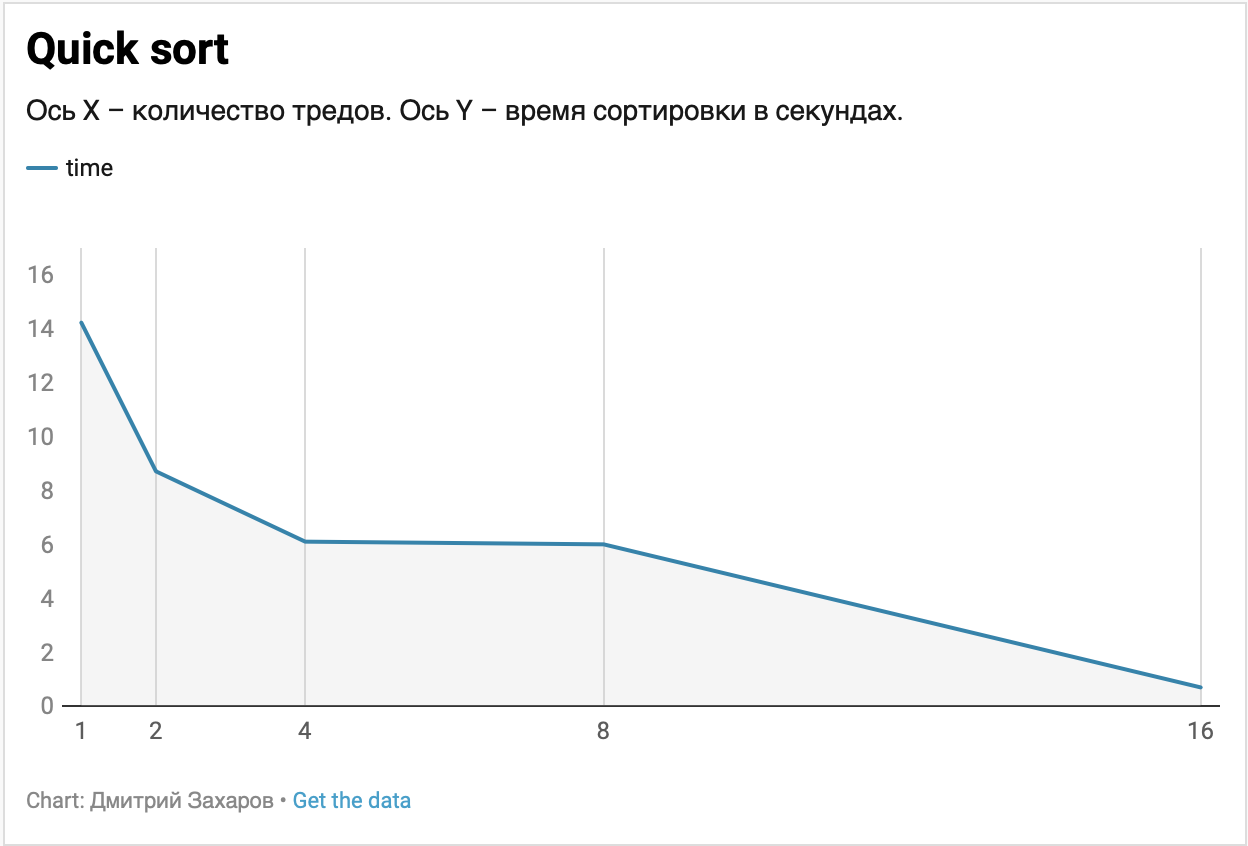 Quick sort
Ось X – количество тредов. Ось Y – время сортировки в секундах.
time
16
14
12
10
8
6
4
2
0
1 2 4 8 16
Chart: Дмитрий Захаров • Get the data